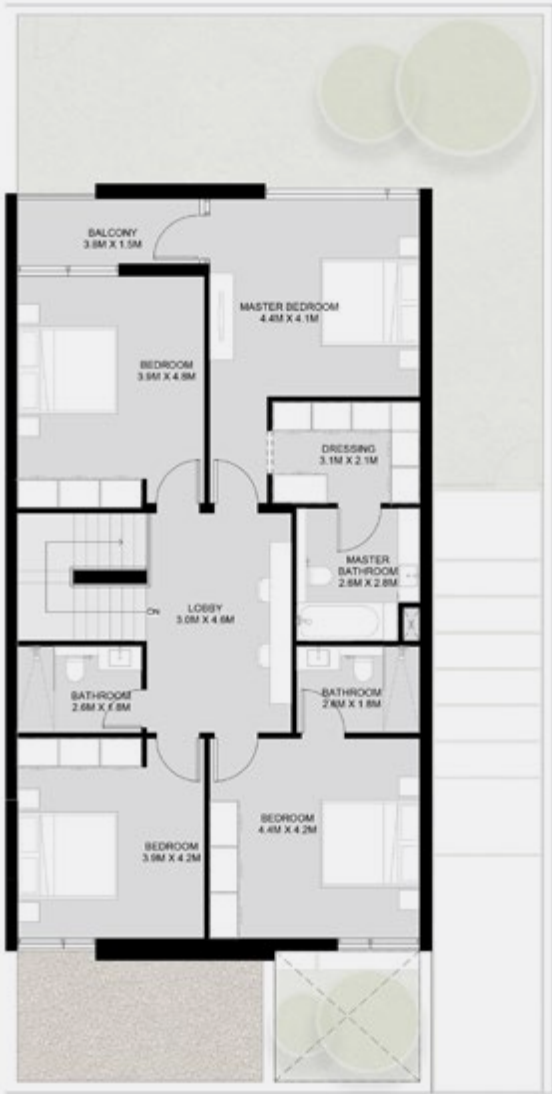 BALCONY
3.8M X 1.5M
MASTER BEDROOM
4.4M X 4.1M
BEDROOM
3.9M X 4.8M
DRESSING
3.1M X 2.1M
MASTER
BATHROOM
2.6M X 2.8M
LOBBY
3.0M X 4.6M
DN
BATHROOM
2.6M X 1.8M
BATHROOM
2.6M X 1.8M
BEDROOM
4.4M X 4.2M
BEDROOM
3.9M X 4.2M